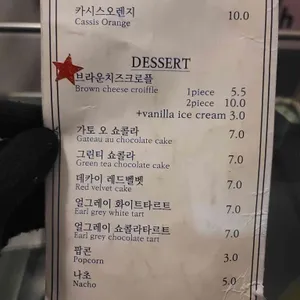 카시스오렌지
Cassis Orange 10.0
DESSERT
브라운치즈크로플
Brown cheese croiffle 1piece 5.5
2piece 10.0
+vanilla ice cream 3.0
가토 오 쇼콜라
Gateau au chocolate cake 7.0
그린티 쇼콜라
Green tea chocolate cake 7.0
데카이 레드벨벳
Red velvet cake 7.0
얼그레이 화이트타르트
Earl grey white tart 7.0
얼그레이 쇼콜라타르트
Earl grey chocolate tart 7.0
팝콘
Popcorn 3.0
나초
Nacho 5.0